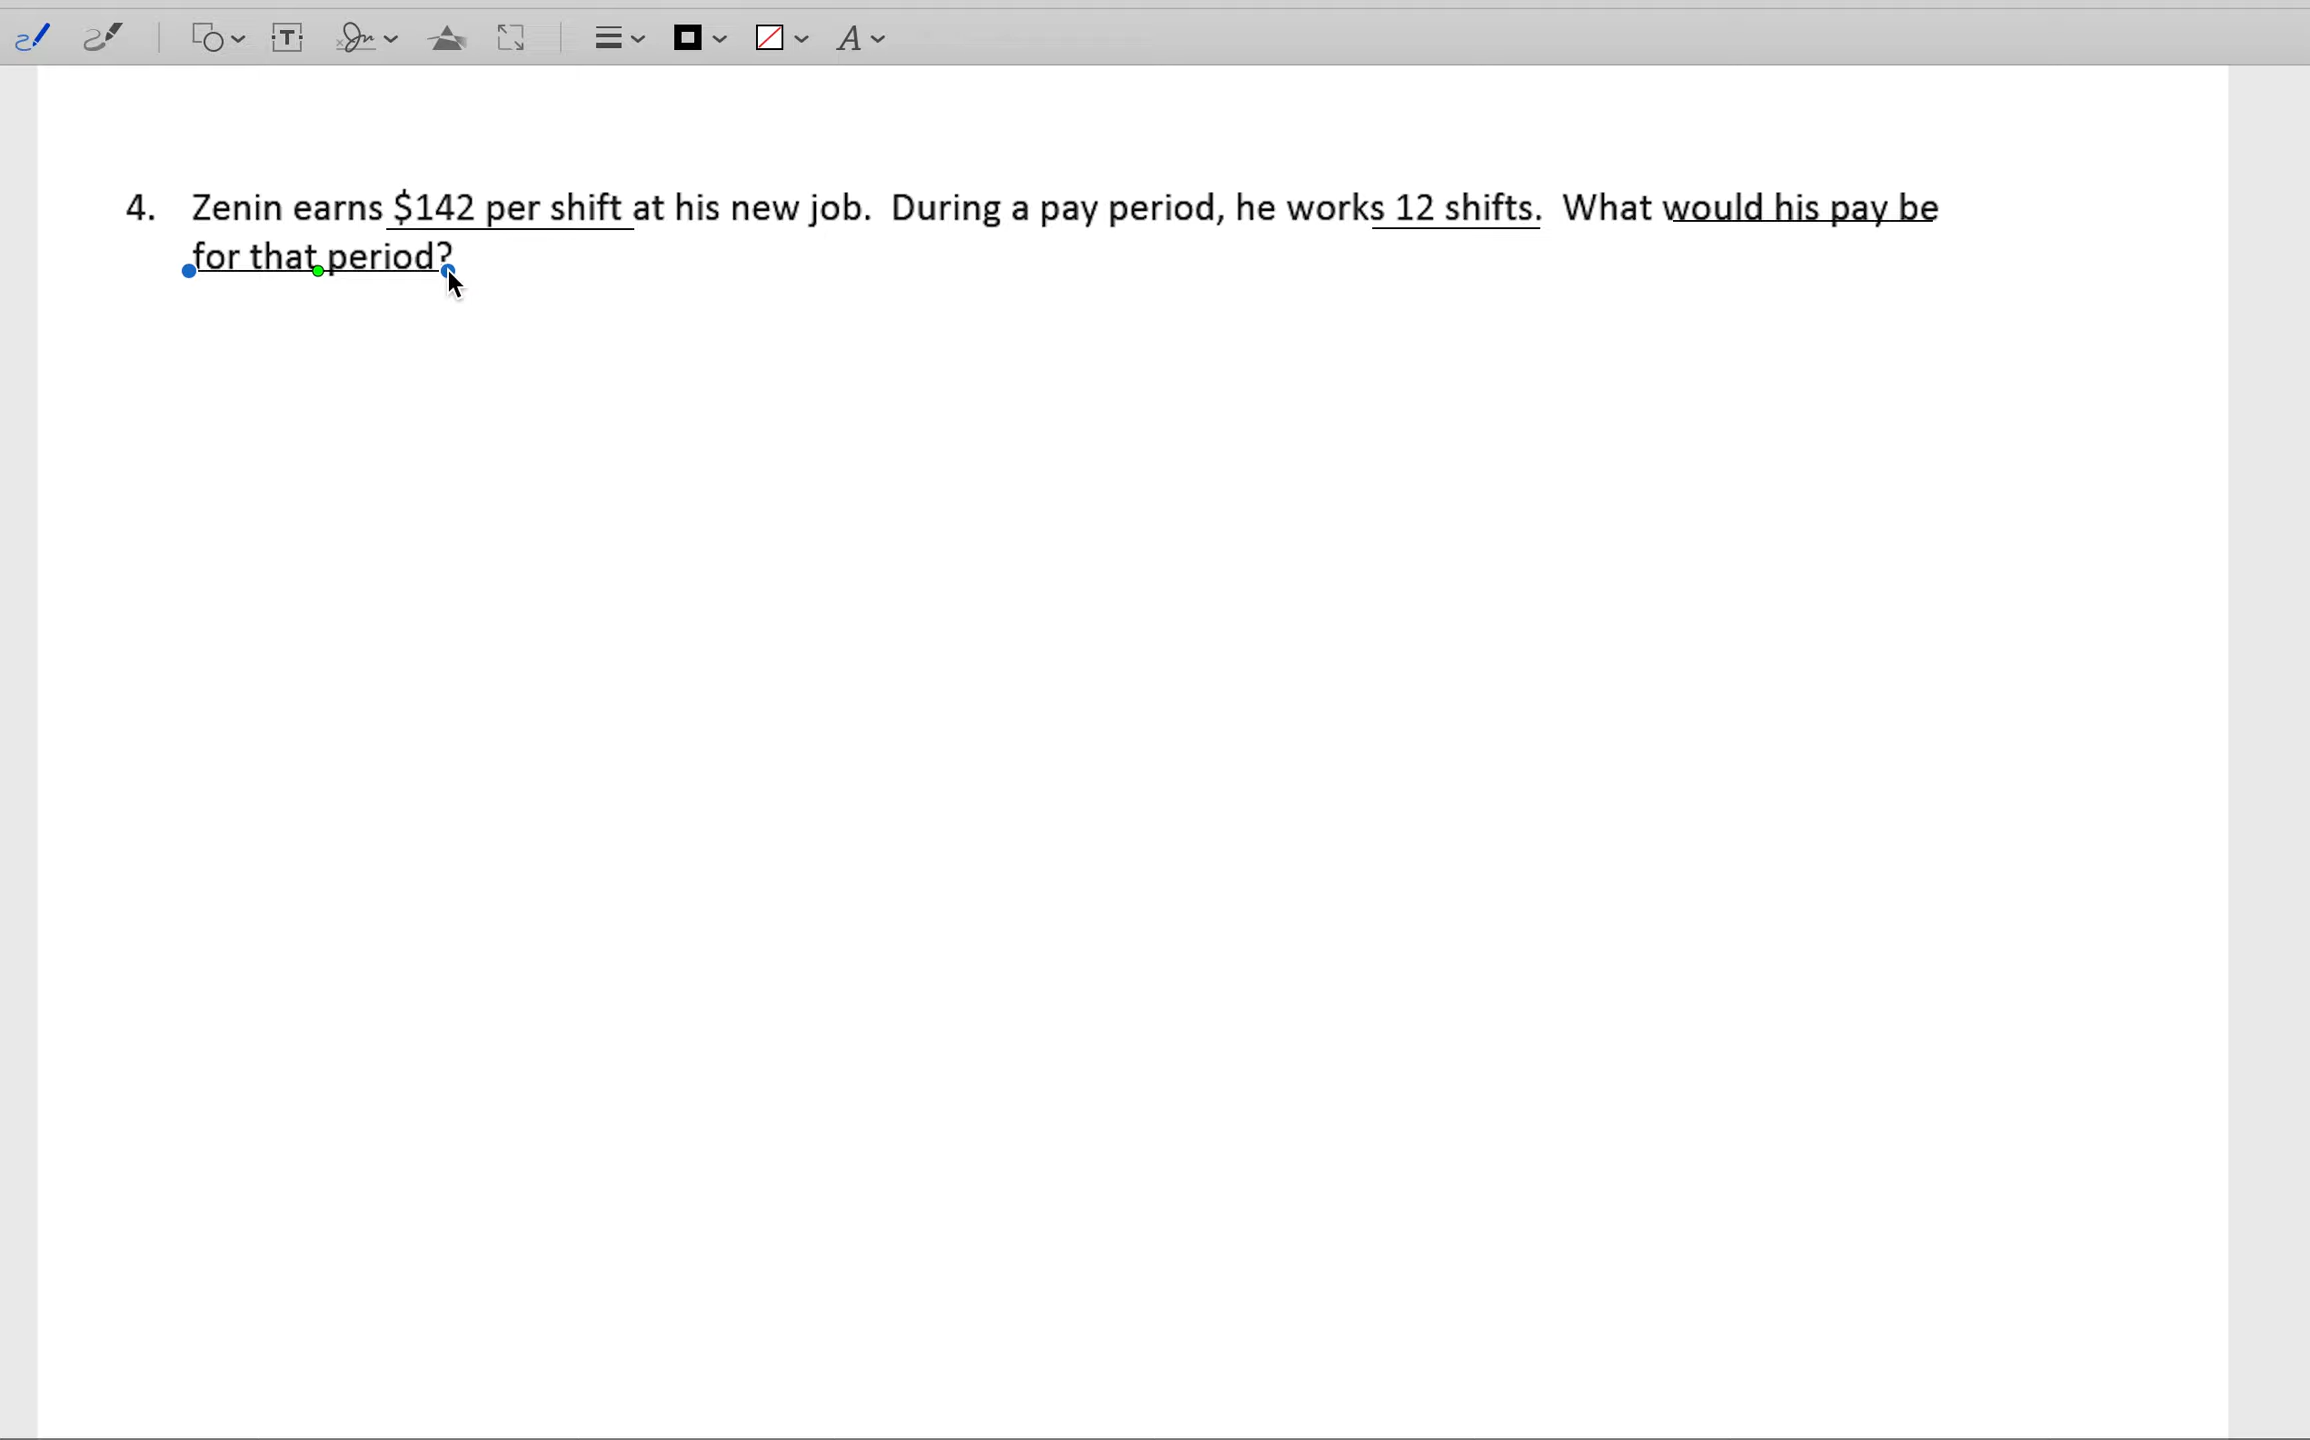 4. Zenin earns $142 per shift at his new job. During a pay period, he works 12 shifts. What would his pay be
for that period?